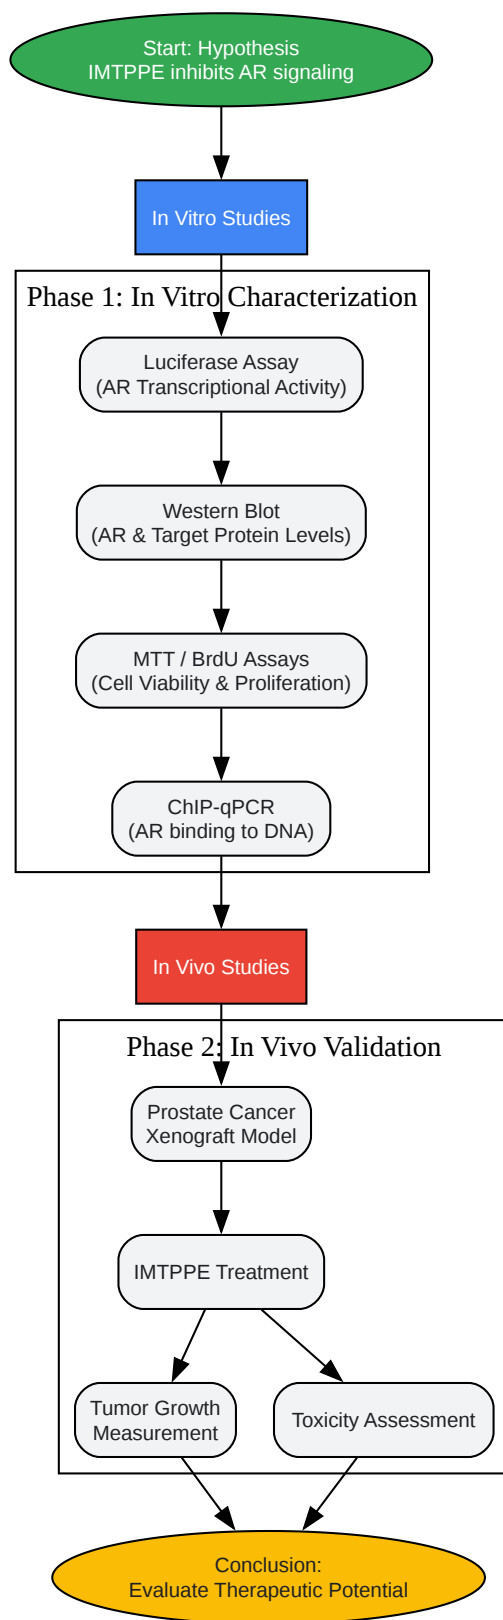 Start: Hypothesis
IMTPPE inhibits AR signaling
In Vitro Studies
Phase 1: In Vitro Characterization
Luciferase Assay
(AR Transcriptional Activity)
Western Blot
(AR & Target Protein Levels)
MTT / BrdU Assays
(Cell Viability & Proliferation)
ChIP-qPCR
(AR binding to DNA)
In Vivo Studies
Phase 2: In Vivo Validation
Prostate Cancer
Xenograft Model
IMTPPE Treatment
Tumor Growth
Measurement
Toxicity Assessment
Conclusion:
Evaluate Therapeutic Potential